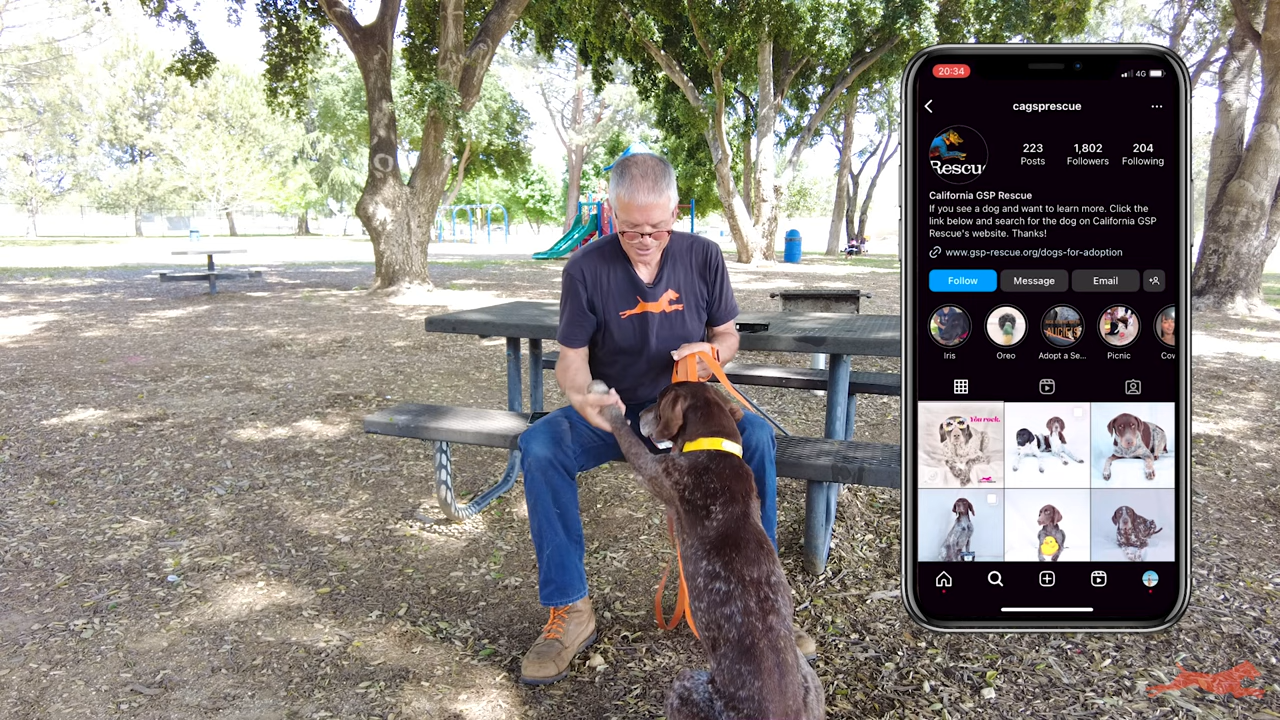 20:34
4G
cagsprescue
Rescu
223
1,802
204
Posts
Followers
Following
California GSP Rescue
If you see a dog and want to learn more. Click the
link below and search for the dog on California GSP
Rescue's website. Thanks!
www.gsp-rescue.org/dogs-for-adoption
Follow
Message
Email
Iris
Oreo
Adopt a Se...
Picnic
Cow
You rock.